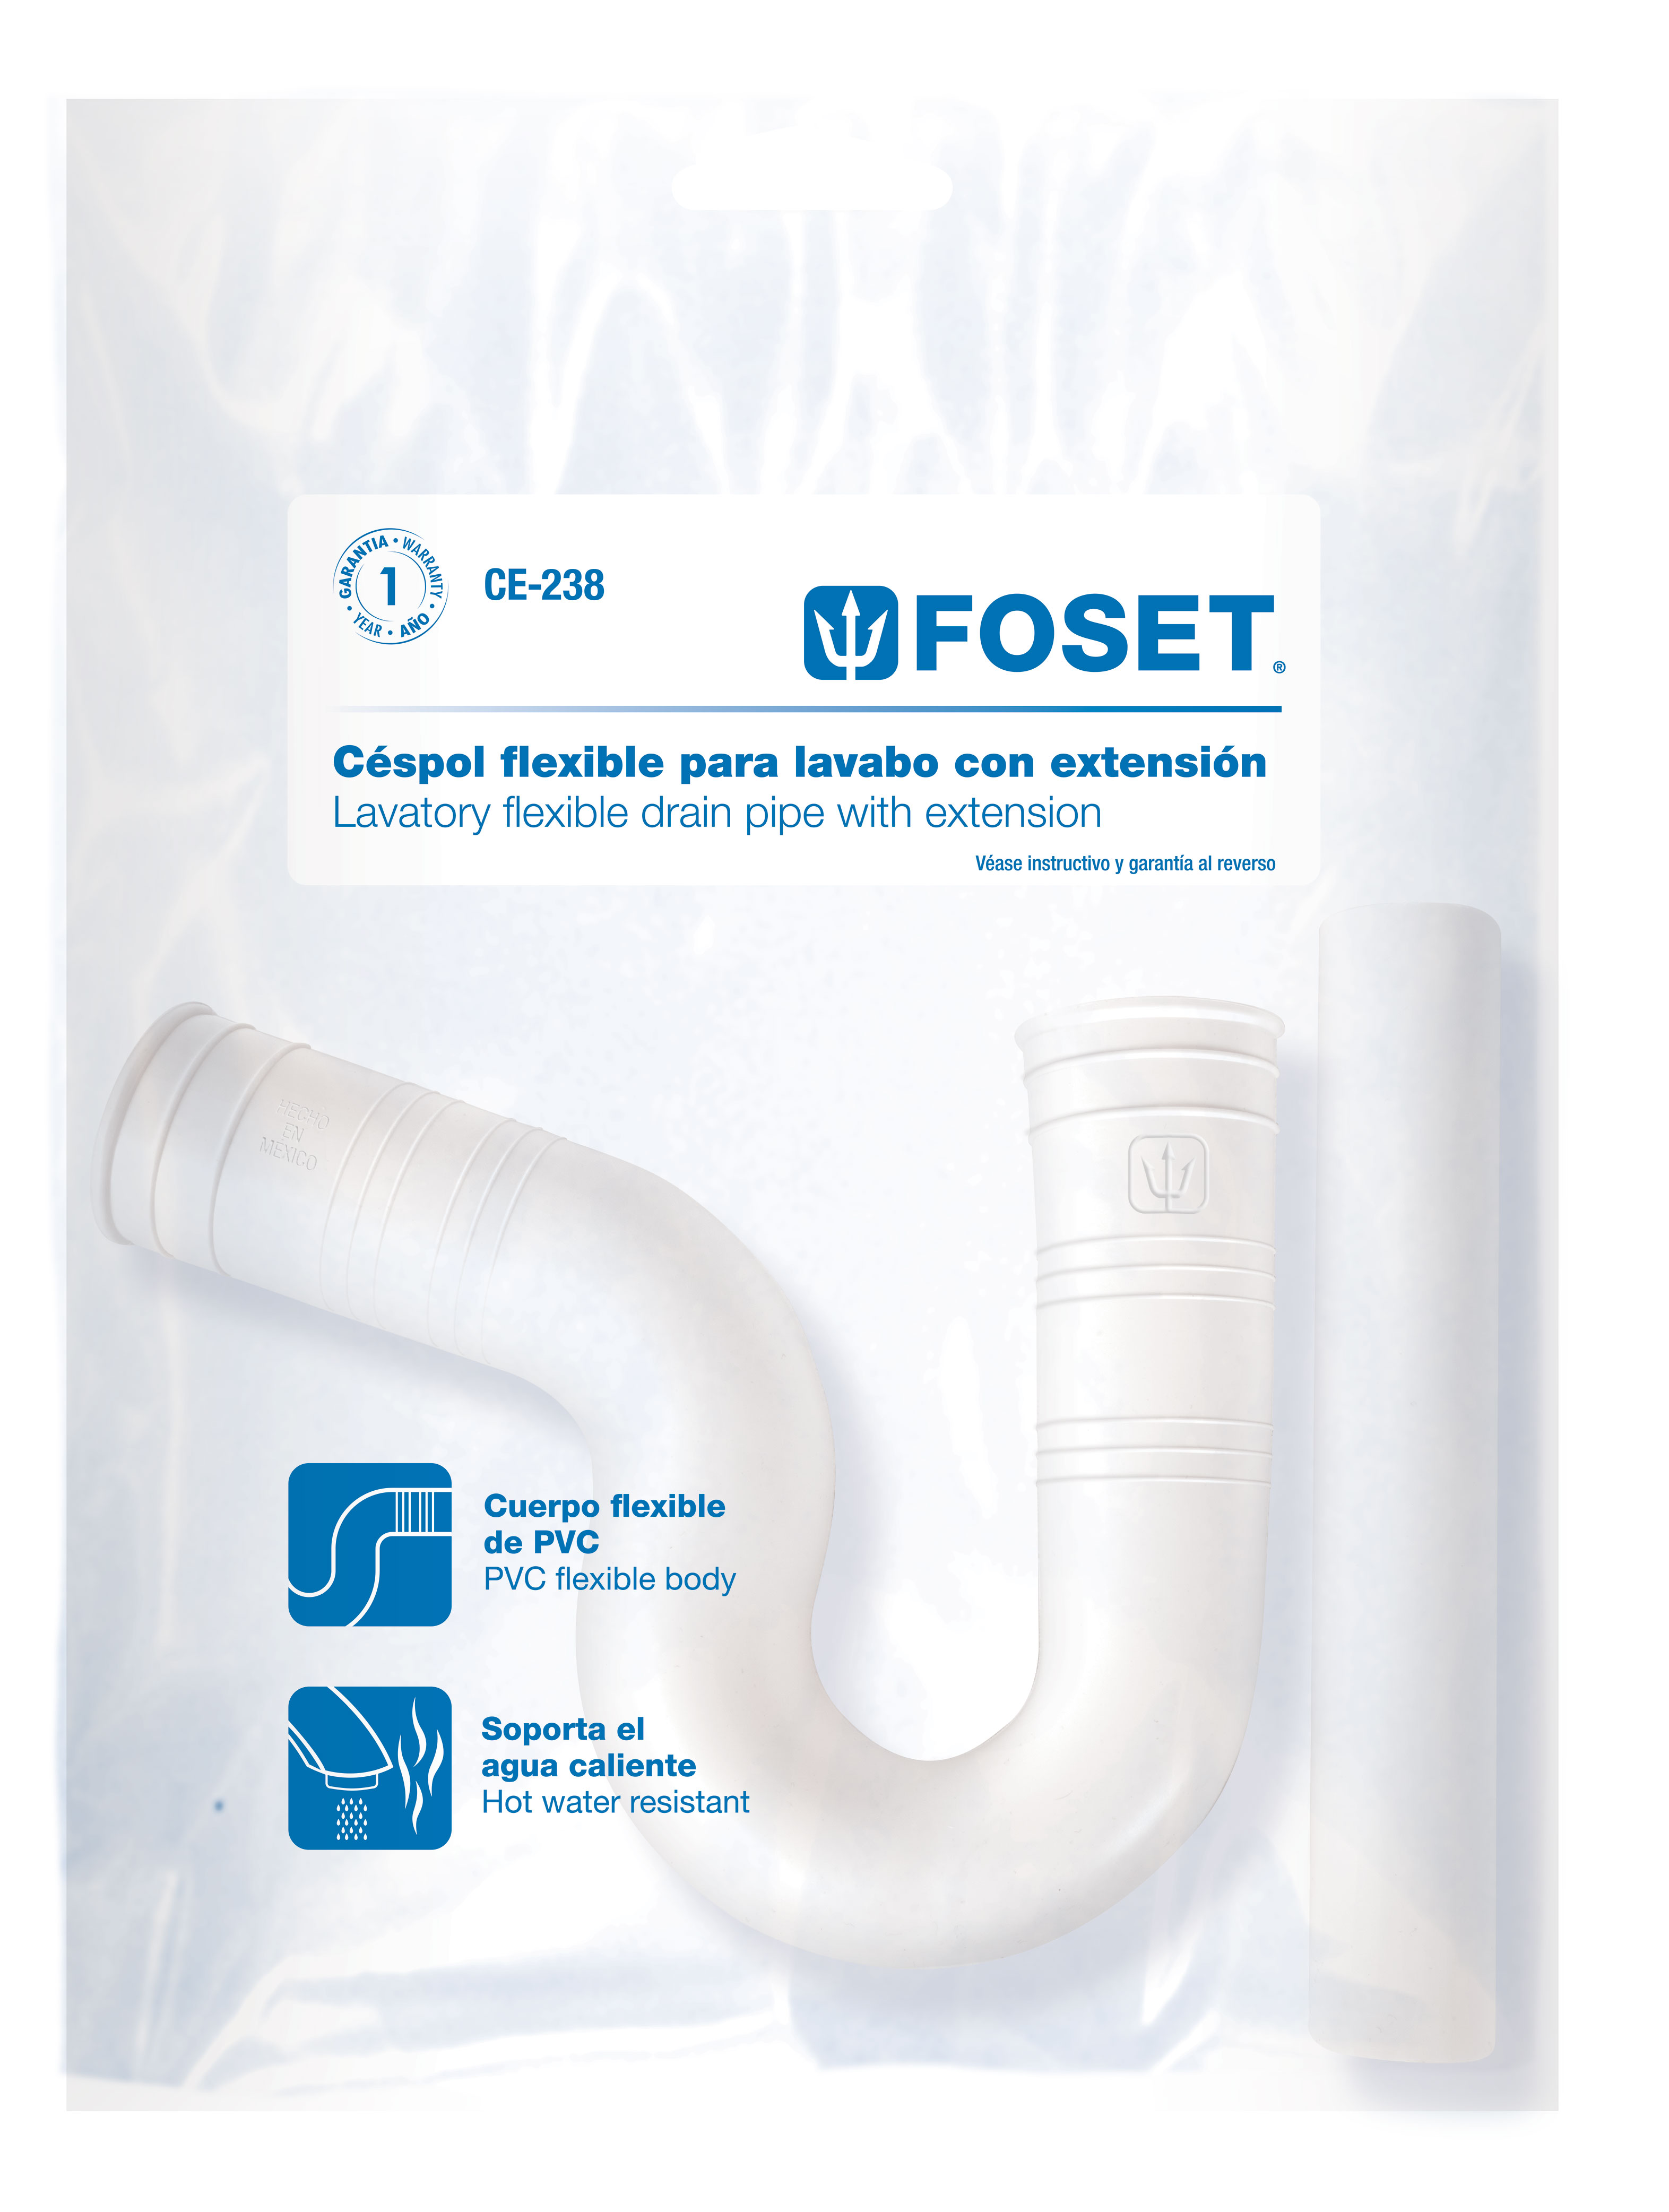 GARANTIA • WARRANTY • AÑO • YEAR •
1
CE-238
FOSET®
Céspol flexible para lavabo con extensión
Lavatory flexible drain pipe with extension
Véase instructivo y garantía al reverso
HECHO
EN
MEXICO
Cuerpo flexible
de PVC
PVC flexible body
Soporta el
agua caliente
Hot water resistant